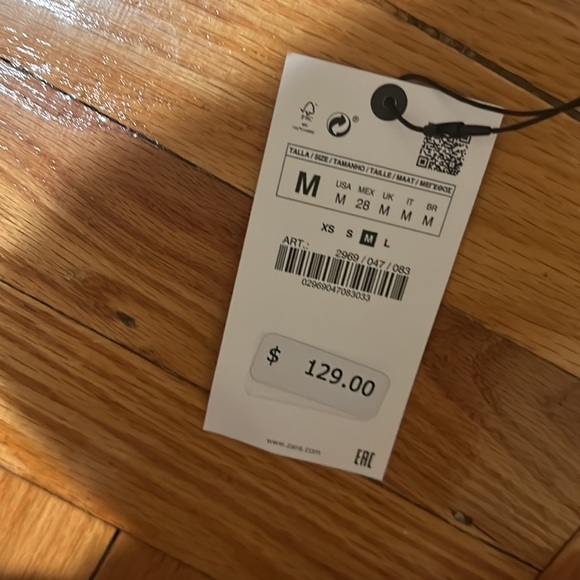 FSC
®
TALLA / SIZE / TAMANHO / TAILLE / MAAT / ΜΕΓΕΘΟΣ
M
USA MEX UK IT BR
M 28 M M M
XS S M L
ART.: 2969 / 047 / 083
02969047083033
$ 129.00
www.zara.com
EAC